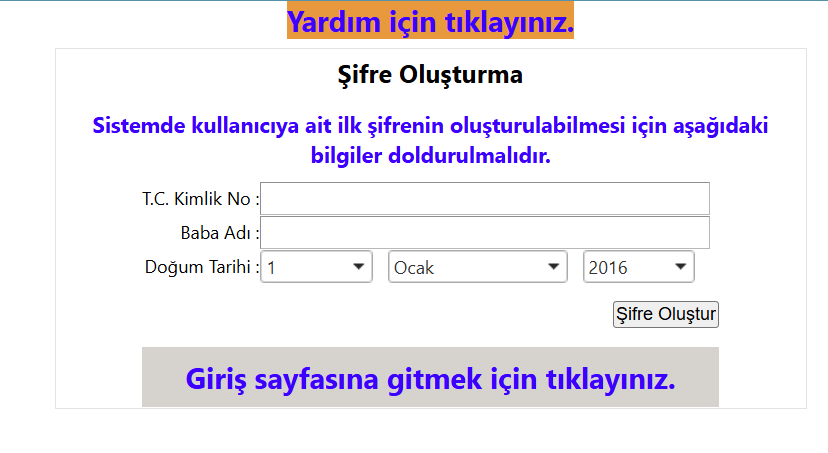 Yardım için tıklayınız.
Şifre Oluşturma
Sistemde kullanıcıya ait ilk şifrenin oluşturulabilmesi için aşağıdaki
bilgiler doldurulmalıdır.
T.C. Kimlik No :
Baba Adı :
Doğum Tarihi : 1 Ocak 2016
Şifre Oluştur
Giriş sayfasına gitmek için tıklayınız.